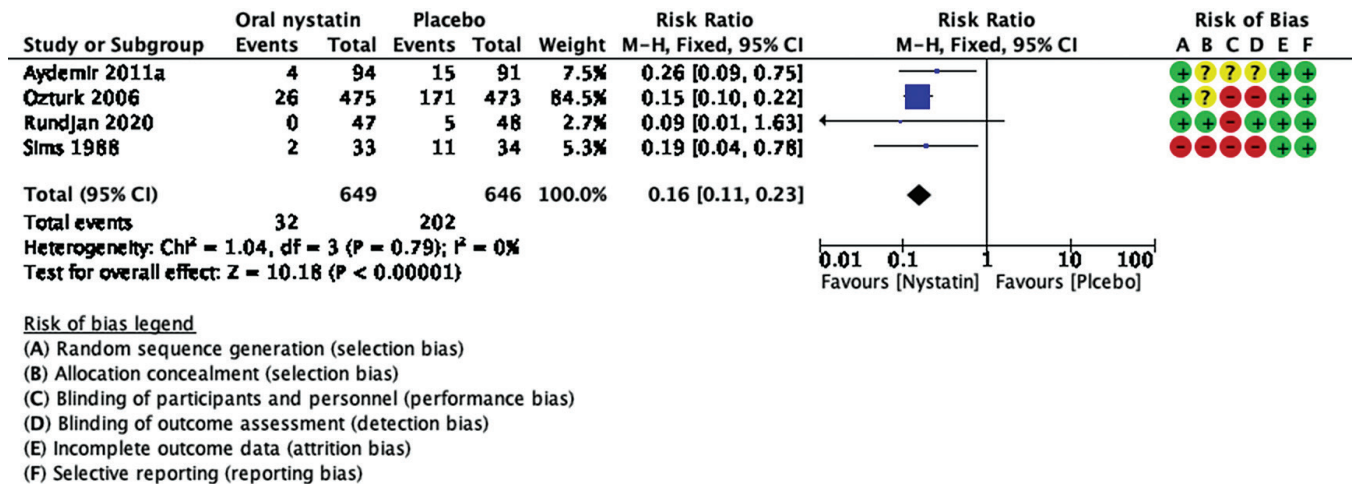 Oral nystatin Placebo Risk Ratio Risk Ratio Risk of Bias
Study or Subgroup Events Total Events Total Weight M-H, Fixed, 95% CI M-H, Fixed, 95% CI A B C D E F
Aydemir 2011a 4 94 15 91 7.5% 0.26 [0.09, 0.75] + ? ? ? + +
Ozturk 2006 26 475 171 473 84.5% 0.15 [0.10, 0.22] + ? - - + +
Rundjan 2020 0 47 5 48 2.7% 0.09 [0.01, 1.63] + + - + + +
Sims 1988 2 33 11 34 5.3% 0.19 [0.04, 0.78] - - - - + +
Total (95% CI) 649 646 100.0% 0.16 [0.11, 0.23]
Total events 32 202
Heterogeneity: Chi² = 1.04, df = 3 (P = 0.79); I² = 0%
Test for overall effect: Z = 10.18 (P < 0.00001)
0.01 0.1 1 10 100
Favours [Nystatin] Favours [Plcebo]
Risk of bias legend
(A) Random sequence generation (selection bias)
(B) Allocation concealment (selection bias)
(C) Blinding of participants and personnel (performance bias)
(D) Blinding of outcome assessment (detection bias)
(E) Incomplete outcome data (attrition bias)
(F) Selective reporting (reporting bias)